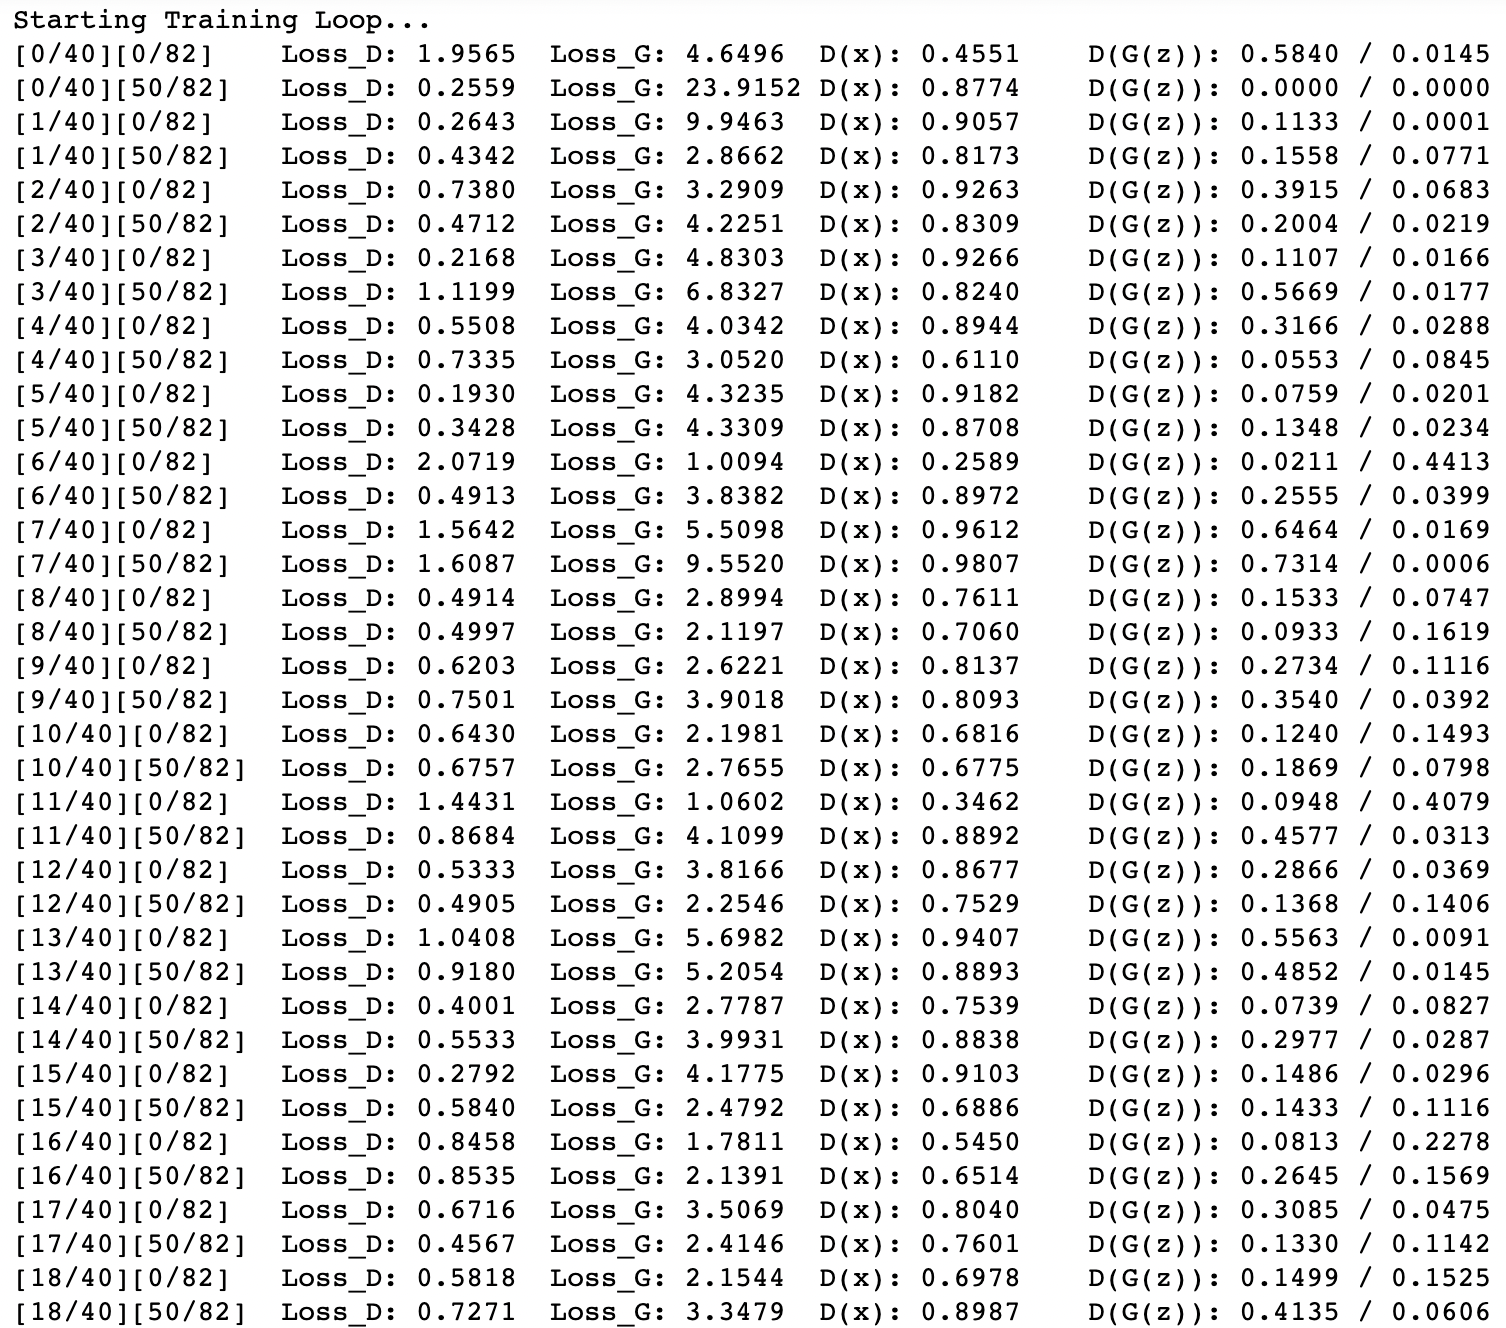 Starting Training Loop...
[0/40][0/82] Loss_D: 1.9565 Loss_G: 4.6496 D(x): 0.4551 D(G(z)): 0.5840 / 0.0145
[0/40][50/82] Loss_D: 0.2559 Loss_G: 23.9152 D(x): 0.8774 D(G(z)): 0.0000 / 0.0000
[1/40][0/82] Loss_D: 0.2643 Loss_G: 9.9463 D(x): 0.9057 D(G(z)): 0.1133 / 0.0001
[1/40][50/82] Loss_D: 0.4342 Loss_G: 2.8662 D(x): 0.8173 D(G(z)): 0.1558 / 0.0771
[2/40][0/82] Loss_D: 0.7380 Loss_G: 3.2909 D(x): 0.9263 D(G(z)): 0.3915 / 0.0683
[2/40][50/82] Loss_D: 0.4712 Loss_G: 4.2251 D(x): 0.8309 D(G(z)): 0.2004 / 0.0219
[3/40][0/82] Loss_D: 0.2168 Loss_G: 4.8303 D(x): 0.9266 D(G(z)): 0.1107 / 0.0166
[3/40][50/82] Loss_D: 1.1199 Loss_G: 6.8327 D(x): 0.8240 D(G(z)): 0.5669 / 0.0177
[4/40][0/82] Loss_D: 0.5508 Loss_G: 4.0342 D(x): 0.8944 D(G(z)): 0.3166 / 0.0288
[4/40][50/82] Loss_D: 0.7335 Loss_G: 3.0520 D(x): 0.6110 D(G(z)): 0.0553 / 0.0845
[5/40][0/82] Loss_D: 0.1930 Loss_G: 4.3235 D(x): 0.9182 D(G(z)): 0.0759 / 0.0201
[5/40][50/82] Loss_D: 0.3428 Loss_G: 4.3309 D(x): 0.8708 D(G(z)): 0.1348 / 0.0234
[6/40][0/82] Loss_D: 2.0719 Loss_G: 1.0094 D(x): 0.2589 D(G(z)): 0.0211 / 0.4413
[6/40][50/82] Loss_D: 0.4913 Loss_G: 3.8382 D(x): 0.8972 D(G(z)): 0.2555 / 0.0399
[7/40][0/82] Loss_D: 1.5642 Loss_G: 5.5098 D(x): 0.9612 D(G(z)): 0.6464 / 0.0169
[7/40][50/82] Loss_D: 1.6087 Loss_G: 9.5520 D(x): 0.9807 D(G(z)): 0.7314 / 0.0006
[8/40][0/82] Loss_D: 0.4914 Loss_G: 2.8994 D(x): 0.7611 D(G(z)): 0.1533 / 0.0747
[8/40][50/82] Loss_D: 0.4997 Loss_G: 2.1197 D(x): 0.7060 D(G(z)): 0.0933 / 0.1619
[9/40][0/82] Loss_D: 0.6203 Loss_G: 2.6221 D(x): 0.8137 D(G(z)): 0.2734 / 0.1116
[9/40][50/82] Loss_D: 0.7501 Loss_G: 3.9018 D(x): 0.8093 D(G(z)): 0.3540 / 0.0392
[10/40][0/82] Loss_D: 0.6430 Loss_G: 2.1981 D(x): 0.6816 D(G(z)): 0.1240 / 0.1493
[10/40][50/82] Loss_D: 0.6757 Loss_G: 2.7655 D(x): 0.6775 D(G(z)): 0.1869 / 0.0798
[11/40][0/82] Loss_D: 1.4431 Loss_G: 1.0602 D(x): 0.3462 D(G(z)): 0.0948 / 0.4079
[11/40][50/82] Loss_D: 0.8684 Loss_G: 4.1099 D(x): 0.8892 D(G(z)): 0.4577 / 0.0313
[12/40][0/82] Loss_D: 0.5333 Loss_G: 3.8166 D(x): 0.8677 D(G(z)): 0.2866 / 0.0369
[12/40][50/82] Loss_D: 0.4905 Loss_G: 2.2546 D(x): 0.7529 D(G(z)): 0.1368 / 0.1406
[13/40][0/82] Loss_D: 1.0408 Loss_G: 5.6982 D(x): 0.9407 D(G(z)): 0.5563 / 0.0091
[13/40][50/82] Loss_D: 0.9180 Loss_G: 5.2054 D(x): 0.8893 D(G(z)): 0.4852 / 0.0145
[14/40][0/82] Loss_D: 0.4001 Loss_G: 2.7787 D(x): 0.7539 D(G(z)): 0.0739 / 0.0827
[14/40][50/82] Loss_D: 0.5533 Loss_G: 3.9931 D(x): 0.8838 D(G(z)): 0.2977 / 0.0287
[15/40][0/82] Loss_D: 0.2792 Loss_G: 4.1775 D(x): 0.9103 D(G(z)): 0.1486 / 0.0296
[15/40][50/82] Loss_D: 0.5840 Loss_G: 2.4792 D(x): 0.6886 D(G(z)): 0.1433 / 0.1116
[16/40][0/82] Loss_D: 0.8458 Loss_G: 1.7811 D(x): 0.5450 D(G(z)): 0.0813 / 0.2278
[16/40][50/82] Loss_D: 0.8535 Loss_G: 2.1391 D(x): 0.6514 D(G(z)): 0.2645 / 0.1569
[17/40][0/82] Loss_D: 0.6716 Loss_G: 3.5069 D(x): 0.8040 D(G(z)): 0.3085 / 0.0475
[17/40][50/82] Loss_D: 0.4567 Loss_G: 2.4146 D(x): 0.7601 D(G(z)): 0.1330 / 0.1142
[18/40][0/82] Loss_D: 0.5818 Loss_G: 2.1544 D(x): 0.6978 D(G(z)): 0.1499 / 0.1525
[18/40][50/82] Loss_D: 0.7271 Loss_G: 3.3479 D(x): 0.8987 D(G(z)): 0.4135 / 0.0606